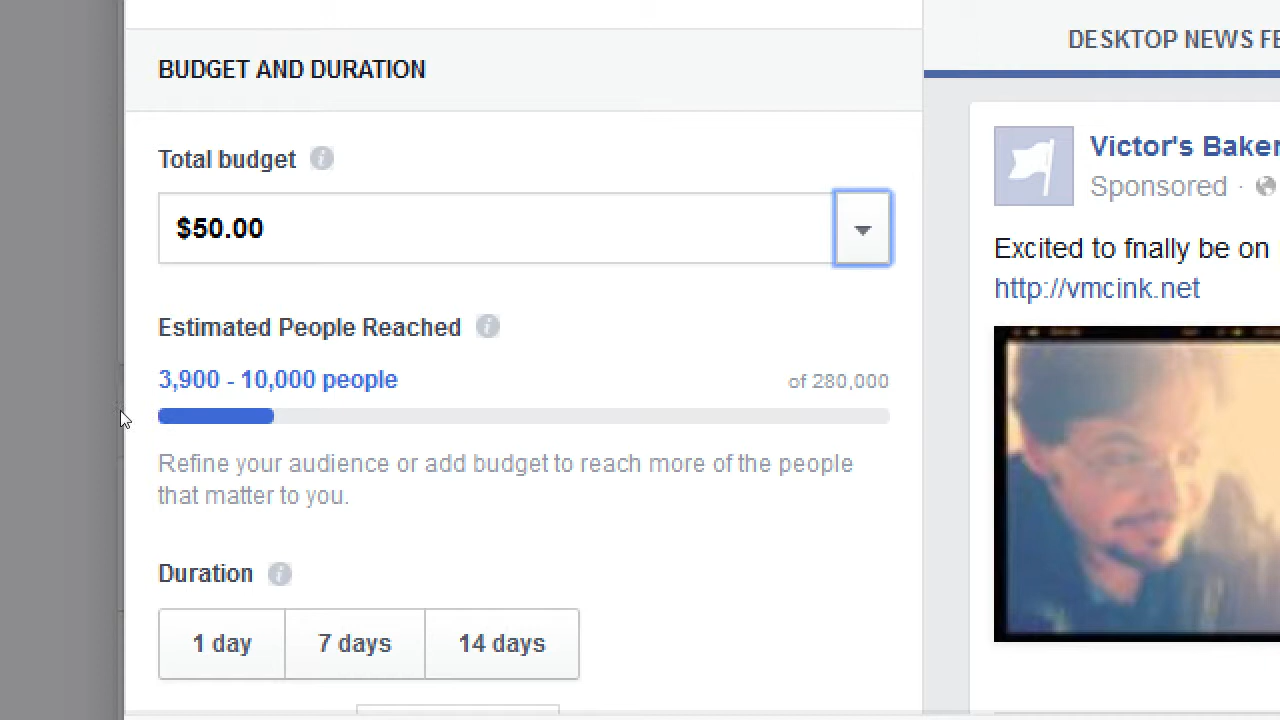 BUDGET AND DURATION
Total budget
$50.00
Estimated People Reached
3,900 - 10,000 people
of 280,000
Refine your audience or add budget to reach more of the people
that matter to you.
Duration
1 day
7 days
14 days
DESKTOP NEWS FE
Victor's Baker
Sponsored ·
Excited to fnally be on
http://vmcink.net